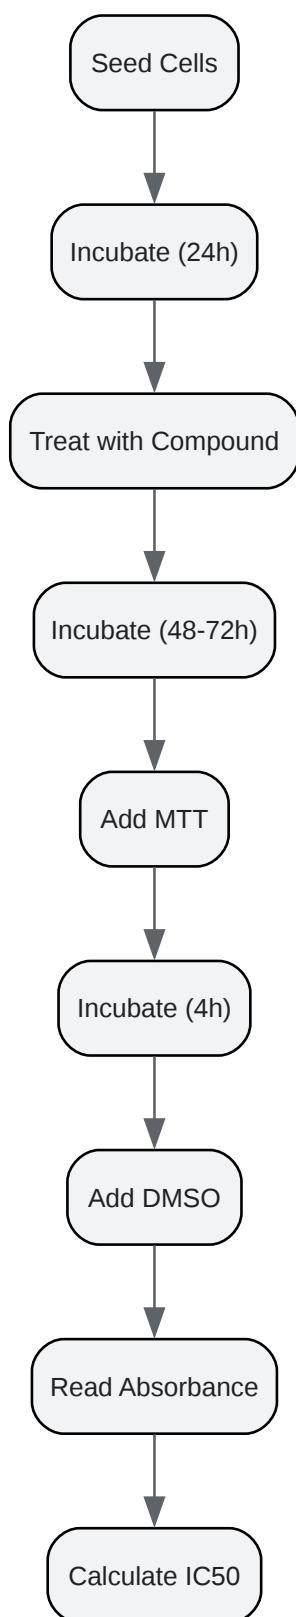 Seed Cells
Incubate (24h)
Treat with Compound
Incubate (48-72h)
Add MTT
Incubate (4h)
Add DMSO
Read Absorbance
Calculate IC50